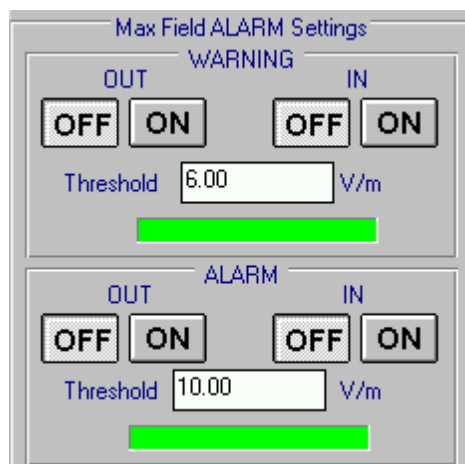 Max Field ALARM Settings
WARNING
OUT IN
OFF ON OFF ON
Threshold 6.00 V/m
ALARM
OUT IN
OFF ON OFF ON
Threshold 10.00 V/m